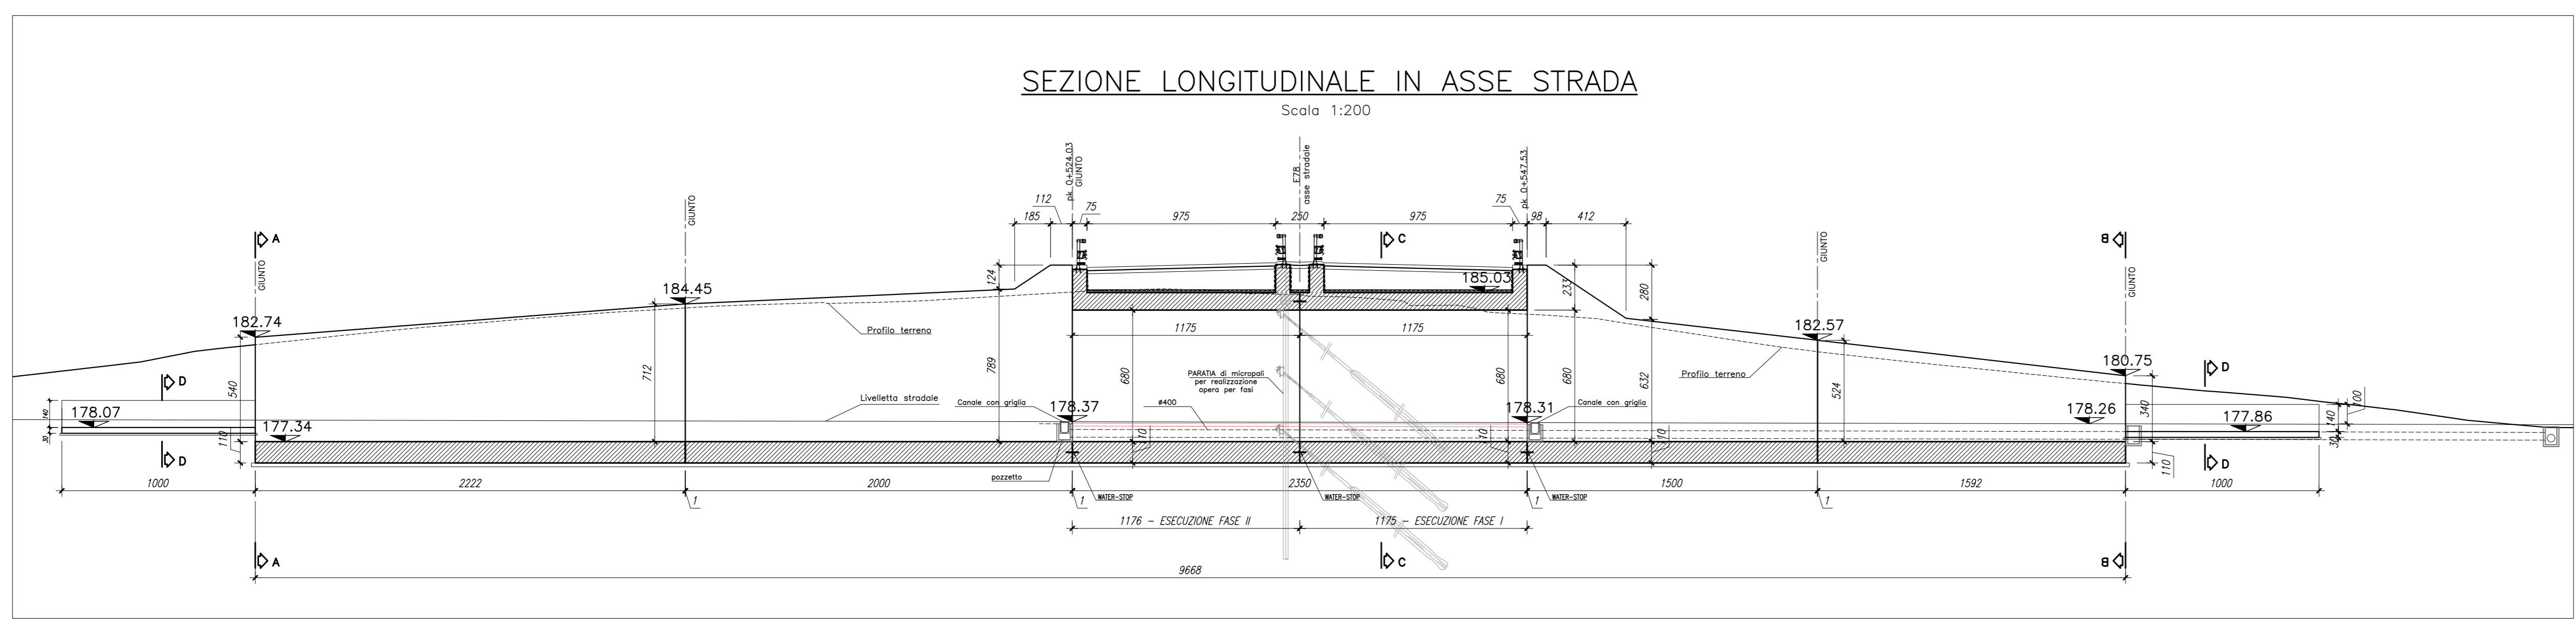 SEZIONE LONGITUDINALE IN ASSE STRADA
Scala 1:200
pk 0+524.03
GIUNTO
E78
asse stradale
pk 0+547.53
GIUNTO
GIUNTO
GIUNTO
GIUNTO
112
75
185
975
250
975
75
98
412
A
C
B
124
184.45
185.03
233
280
182.74
Profilo terreno
1175
1175
182.57
180.75
Profilo terreno
D
D
540
712
789
680
PARATIA di micropali
per realizzazione
opera per fasi
680
680
632
524
340
100
140
140
Livelletta stradale
Canale con griglia
ø400
Canale con griglia
178.07
178.37
178.31
178.26
177.86
30
110
177.34
110
110
110
110
30
D
D
pozzetto
1000
2222
2000
2350
1500
1592
1000
1
1
1
1
WATER-STOP
WATER-STOP
WATER-STOP
1176 - ESECUZIONE FASE II
1175 - ESECUZIONE FASE I
A
C
B
9668